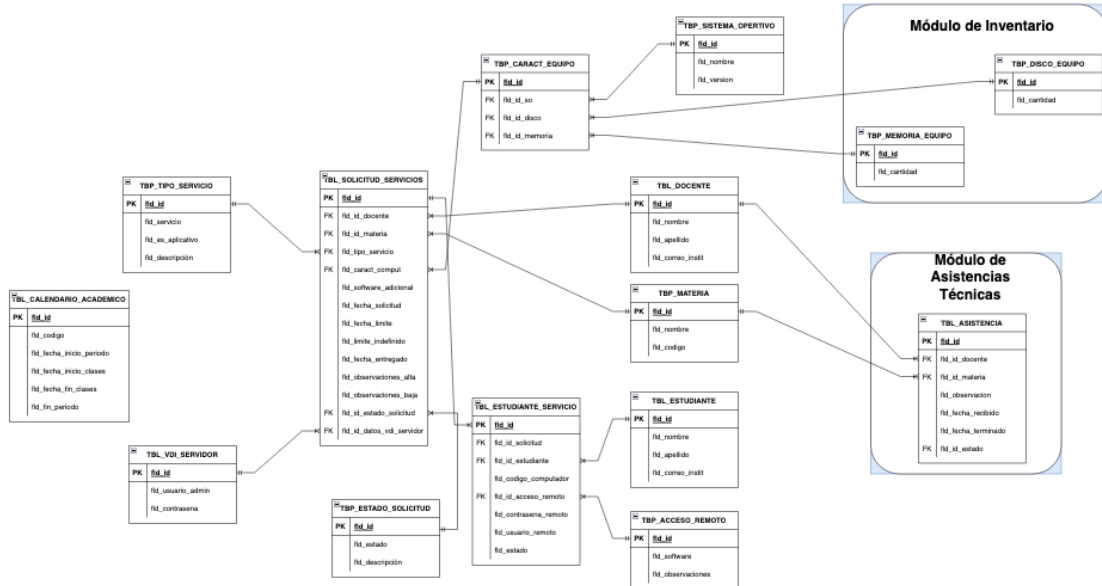 TBP_SISTEMA_OPERTIVO
PK fld_id
fld_nombre
fld_version
Módulo de Inventario
TBP_DISCO_EQUIPO
PK fld_id
fld_cantidad
TBP_MEMORIA_EQUIPO
PK fld_id
fld_cantidad
TBP_CARACT_EQUIPO
PK fld_id
FK fld_id_so
FK fld_id_disco
FK fld_id_memoria
TBP_TIPO_SERVICIO
PK fld_id
fld_servicio
fld_es_aplicativo
fld_descripción
TBL_SOLICITUD_SERVICIOS
PK fld_id
FK fld_id_docente
FK fld_id_materia
FK fld_tipo_servicio
FK fld_caract_comput
fld_software_adicional
fld_fecha_solicitud
fld_fecha_limite
fld_limite_indefinido
fld_fecha_entregado
fld_observaciones_alta
fld_observaciones_baja
FK fld_id_estado_solicitud
FK fld_id_datos_vdi_servidor
TBL_DOCENTE
PK fld_id
fld_nombre
fld_apellido
fld_correo_instit
TBP_MATERIA
PK fld_id
fld_nombre
fld_codigo
Módulo de
Asistencias
Técnicas
TBL_ASISTENCIA
PK fld_id
FK fld_id_docente
FK fld_id_materia
fld_observacion
fld_fecha_recibido
fld_fecha_terminado
FK fld_id_estado
TBL_CALENDARIO_ACADEMICO
PK fld_id
fld_codigo
fld_fecha_inicio_periodo
fld_fecha_inicio_clases
fld_fecha_fin_clases
fld_fin_periodo
TBL_VDI_SERVIDOR
PK fld_id
fld_usuario_admin
fld_contrasena
TBP_ESTADO_SOLICITUD
PK fld_id
fld_estado
fld_descripción
TBL_ESTUDIANTE_SERVICIO
PK fld_id
FK fld_id_solicitud
FK fld_id_estudiante
fld_codigo_computador
FK fld_id_acceso_remoto
fld_contrasena_remoto
fld_usuario_remoto
fld_estado
TBL_ESTUDIANTE
PK fld_id
fld_nombre
fld_apellido
fld_correo_instit
TBP_ACCESO_REMOTO
PK fld_id
fld_software
fld_observaciones